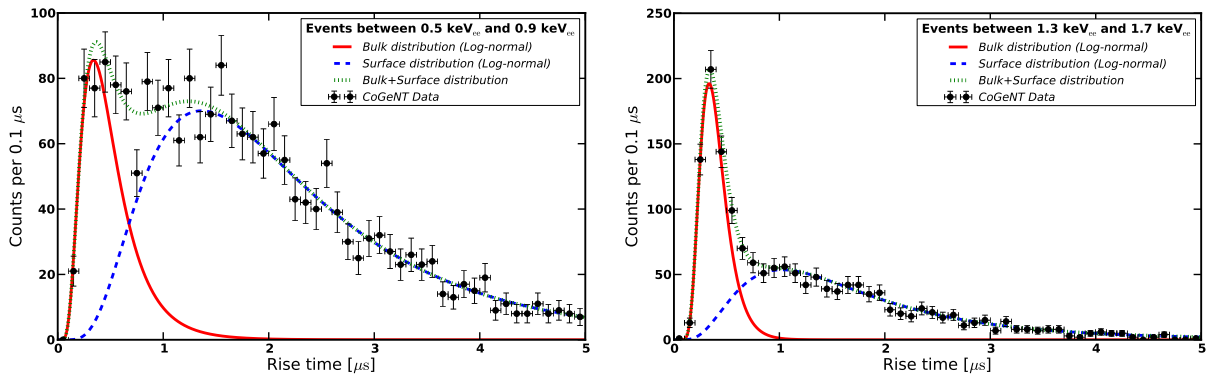 Events between 0.5 keVee and 0.9 keVee
Bulk distribution (Log-normal)
Surface distribution (Log-normal)
Bulk+Surface distribution
CoGeNT Data
Counts per 0.1 μs
100
80
60
40
20
0
0 1 2 3 4 5
Rise time [μs]
Events between 1.3 keVee and 1.7 keVee
Bulk distribution (Log-normal)
Surface distribution (Log-normal)
Bulk+Surface distribution
CoGeNT Data
Counts per 0.1 μs
250
200
150
100
50
0
0 1 2 3 4 5
Rise time [μs]